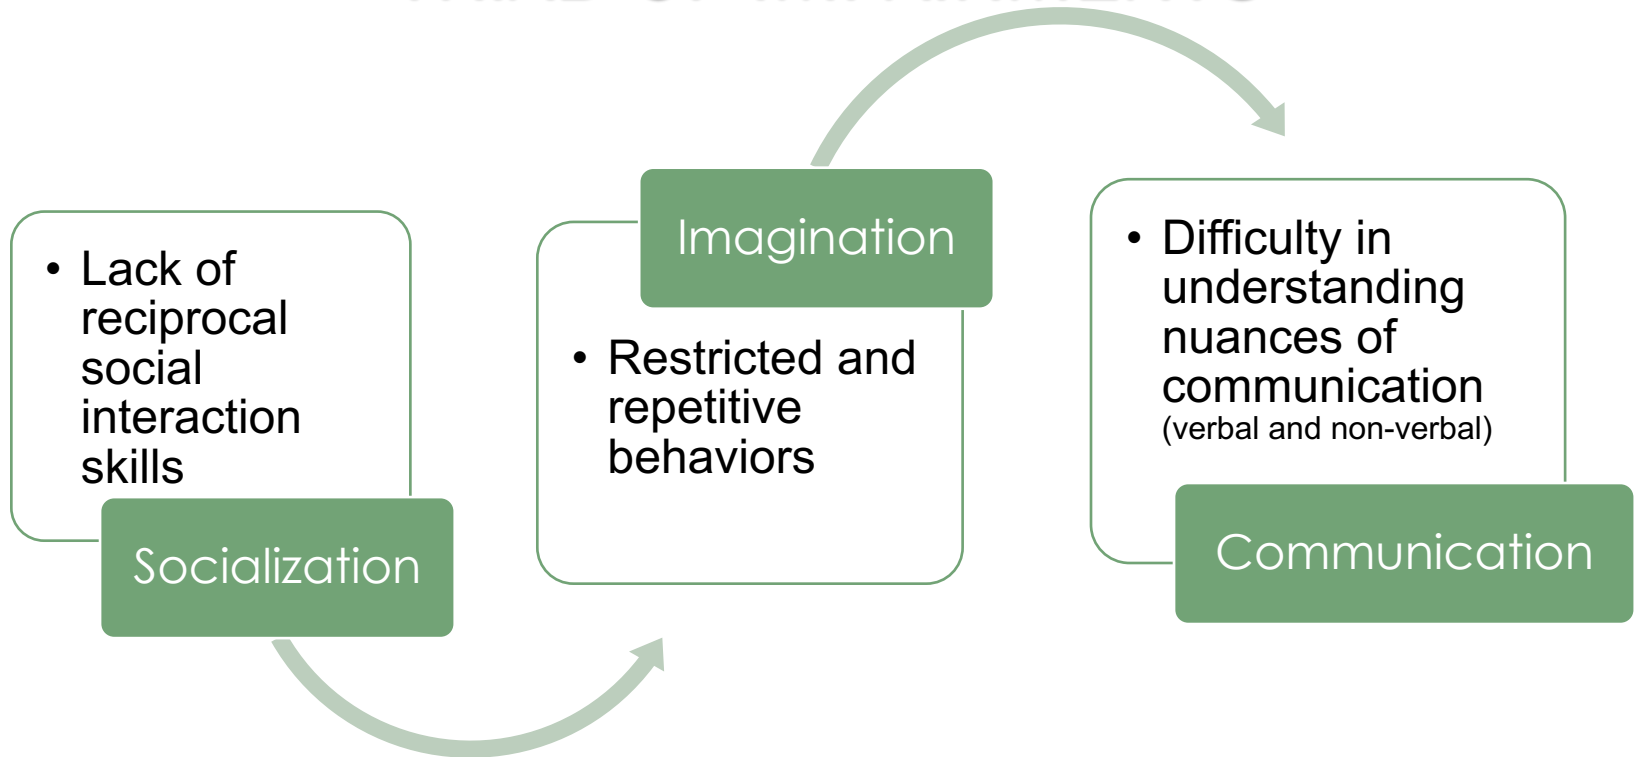 • Lack of
reciprocal
social
interaction
skills
Socialization
Imagination
• Restricted and
repetitive
behaviors
• Difficulty in
understanding
nuances of
communication
(verbal and non-verbal)
Communication